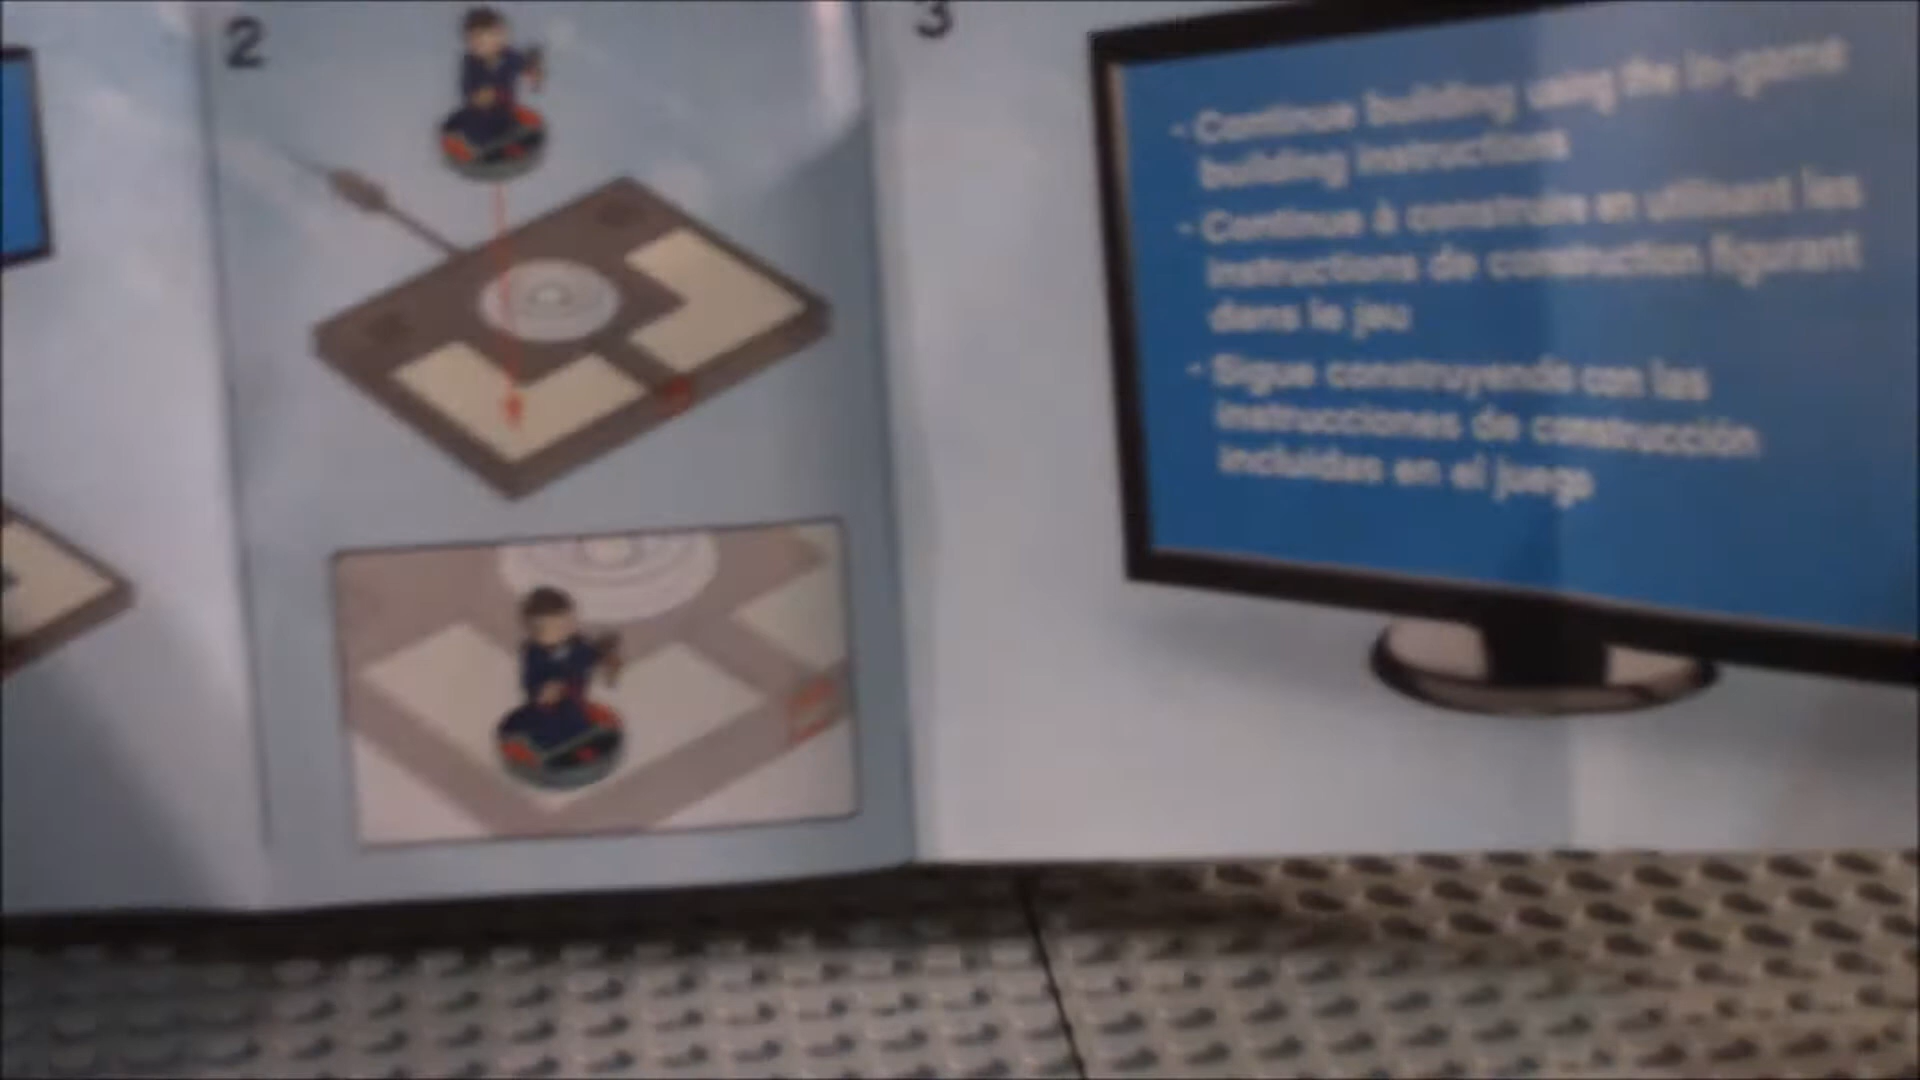 2
3
- Continue building using the in-game
building instructions
- Continue à construire en utilisant les
instructions de construction figurant
dans le jeu
- Sigue construyendo con las
instrucciones de construcción
incluidas en el juego